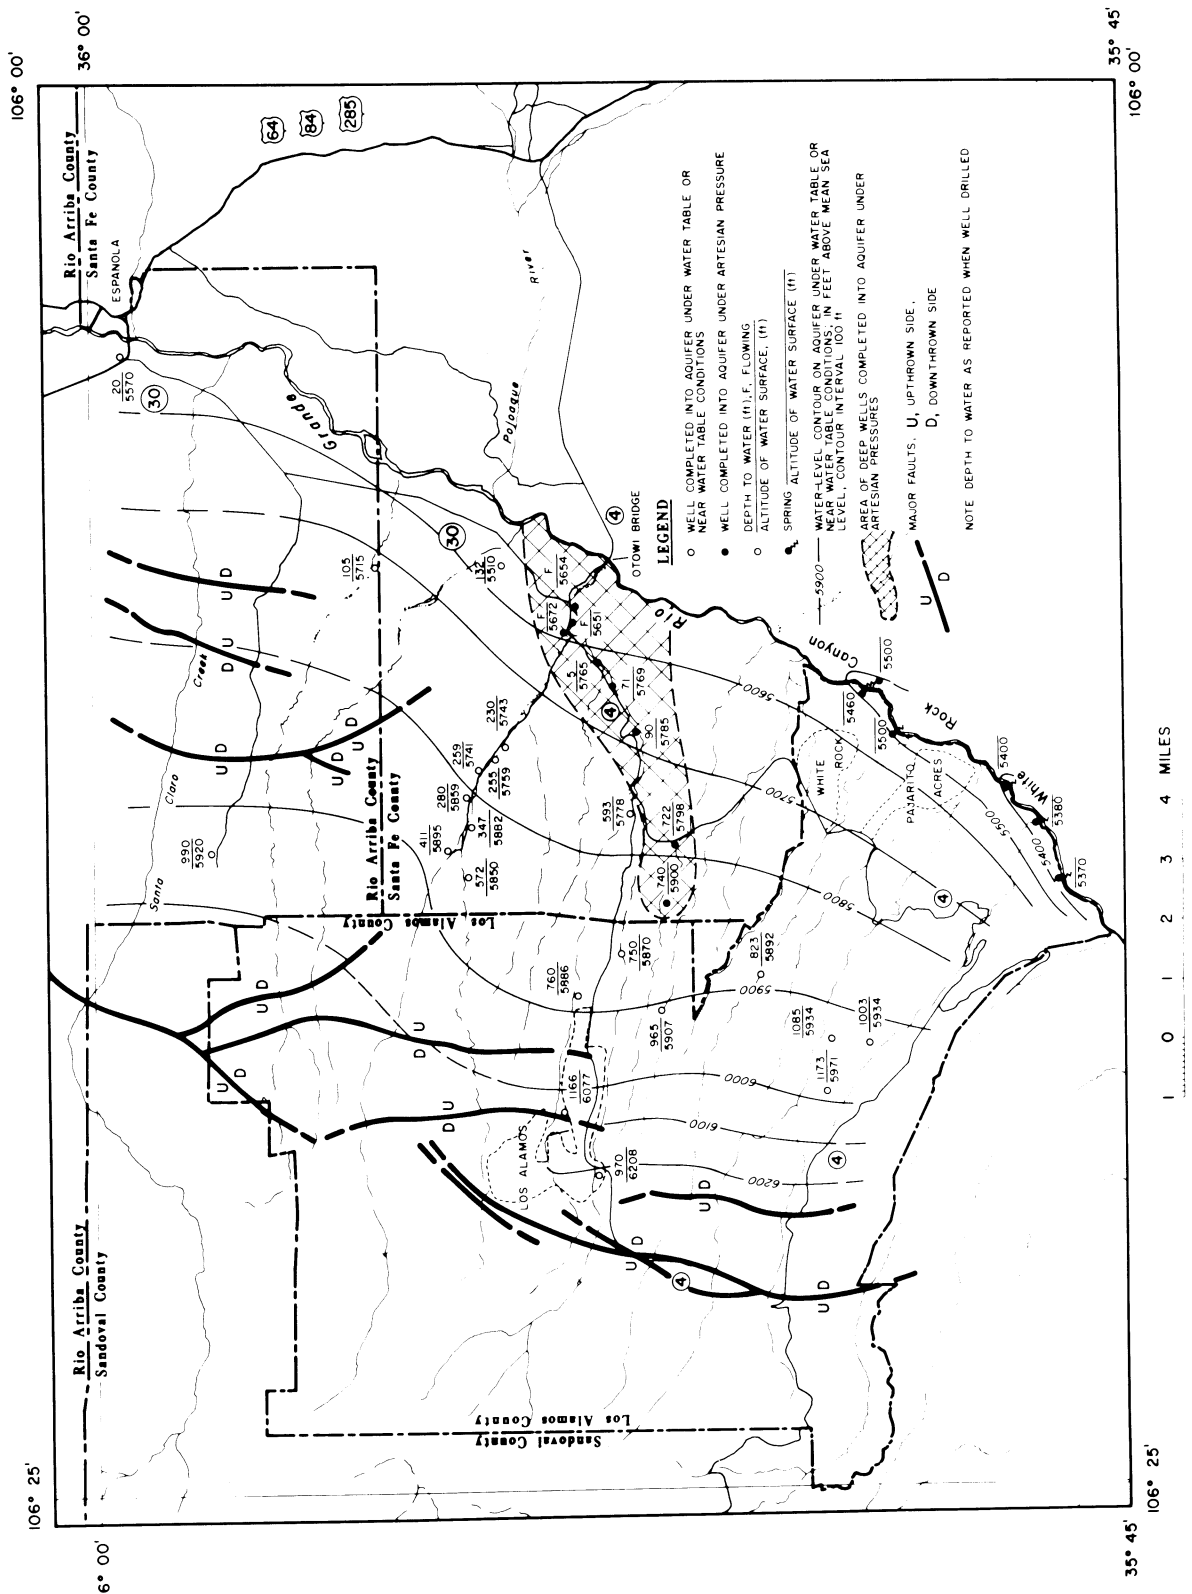 106° 00'
36° 00'
Rio Arriba County
Santa Fe County
ESPANOLA
64
84
285
20
5570
30
Grande
Pojoaque
River
Santa
Clara
Creek
U
D
U
D
U
D
U
D
105
5715
30
132
5510
F
5654
F
5672
F
5651
4
OTOWI BRIDGE
5
5765
71
5769
4
90
5785
230
5743
259
5741
255
5759
280
5859
347
5882
411
5895
572
5850
593
5778
722
5798
740
5900
990
5920
Rio Arriba County
Santa Fe County
Los Alamos County
Rio
White
Rock
Canyon
5460
5500
5500
5400
5380
5370
5600
5700
5800
5500
5400
5900
6000
6100
6200
WHITE
ROCK
PAJARITO
ACRES
4
750
5870
760
5886
823
5892
965
5907
1085
5934
1003
5934
1173
5971
1166
6077
970
6208
LOS ALAMOS
4
4
U
D
U
D
U
D
D
U
D
U
U
D
U
D
U
D
Rio Arriba County
Sandoval County
Los Alamos County
Sandoval County
LEGEND
WELL COMPLETED INTO AQUIFER UNDER WATER TABLE OR
NEAR WATER TABLE CONDITIONS
WELL COMPLETED INTO AQUIFER UNDER ARTESIAN PRESSURE
DEPTH TO WATER (ft), F, FLOWING
ALTITUDE OF WATER SURFACE, (ft)
SPRING ALTITUDE OF WATER SURFACE (ft)
5900 WATER-LEVEL CONTOUR ON AQUIFER UNDER WATER TABLE OR
NEAR WATER TABLE CONDITIONS, IN FEET ABOVE MEAN SEA
LEVEL, CONTOUR INTERVAL 100 ft
AREA OF DEEP WELLS COMPLETED INTO AQUIFER UNDER
ARTESIAN PRESSURES
U
D
MAJOR FAULTS, U, UPTHROWN SIDE,
D, DOWNTHROWN SIDE
NOTE DEPTH TO WATER AS REPORTED WHEN WELL DRILLED
35° 45'
106° 00'
106° 25'
6° 00'
106° 25'
35° 45'
1 0 1 2 3 4 MILES